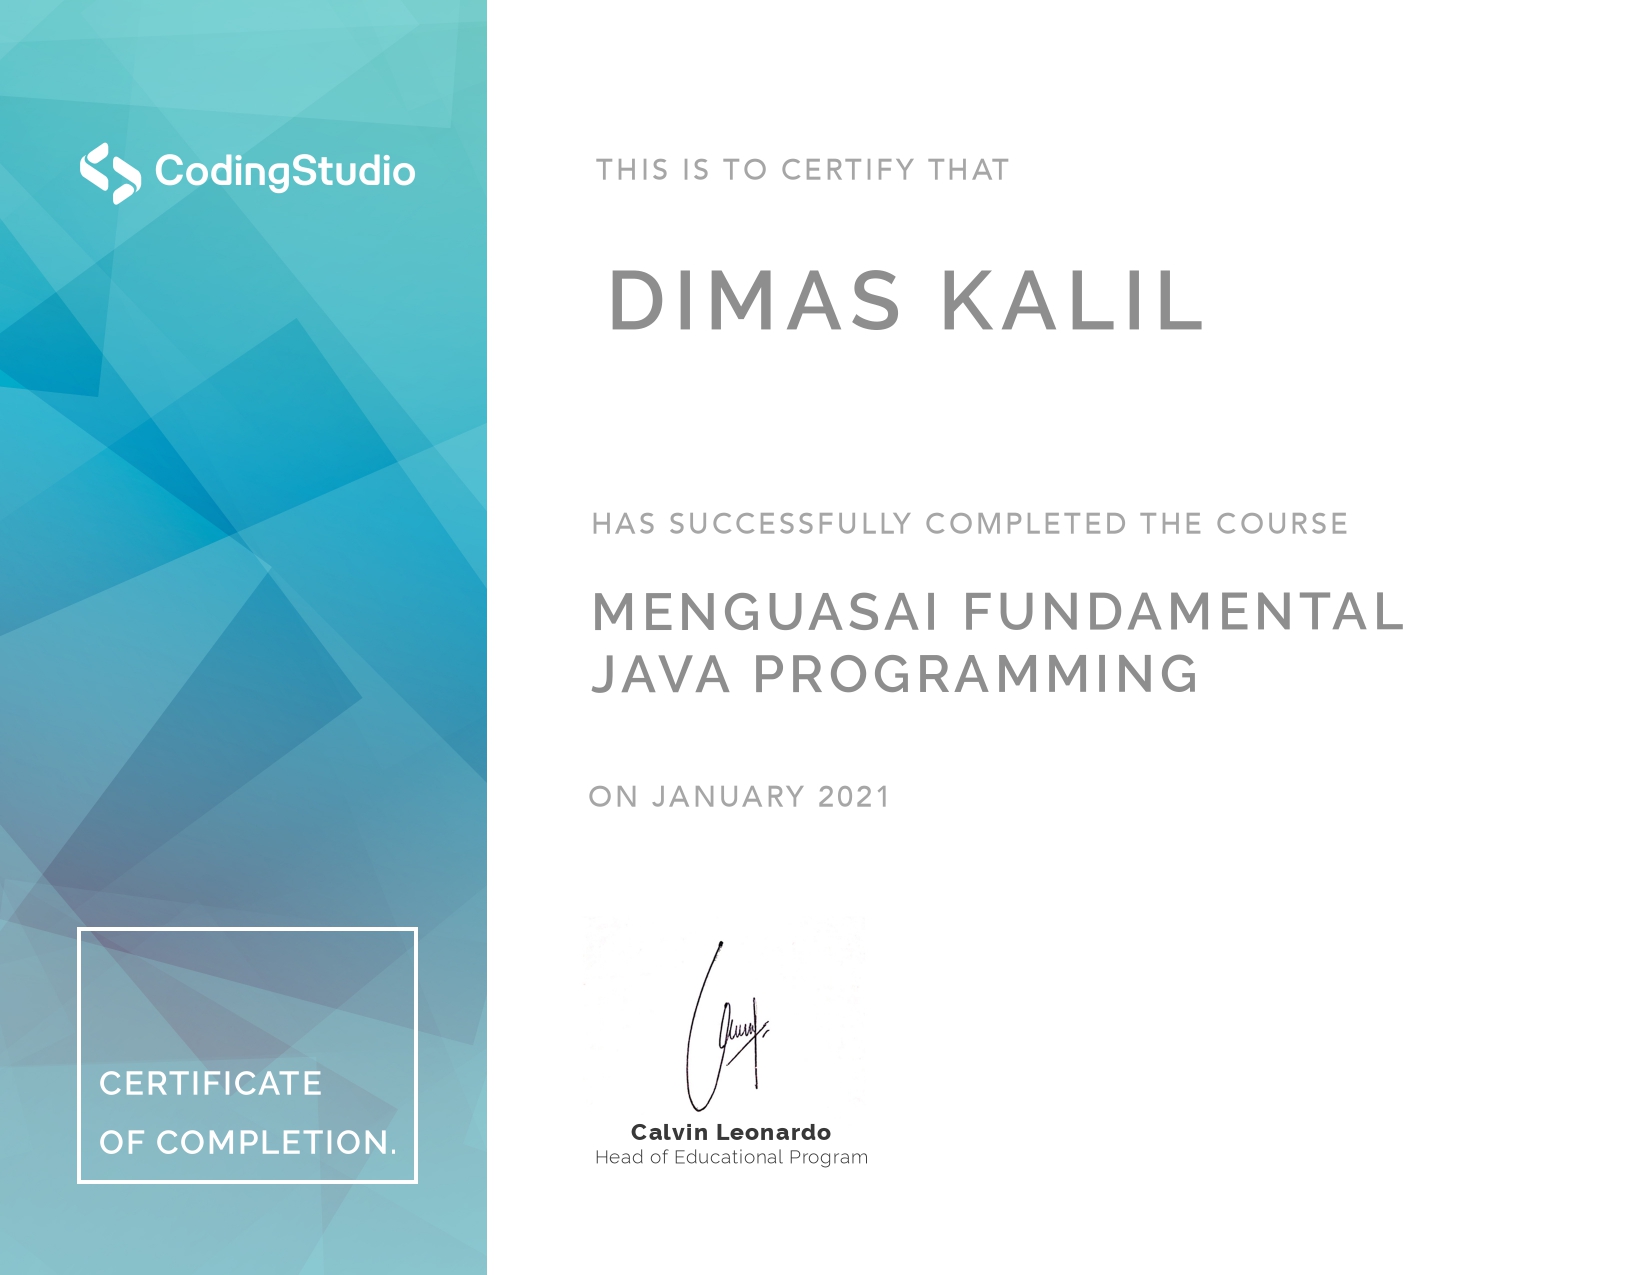 CodingStudio
CERTIFICATE
OF COMPLETION.
THIS IS TO CERTIFY THAT
DIMAS KALIL
HAS SUCCESSFULLY COMPLETED THE COURSE
MENGUASAI FUNDAMENTAL
JAVA PROGRAMMING
ON JANUARY 2021
Calvin Leonardo
Head of Educational Program